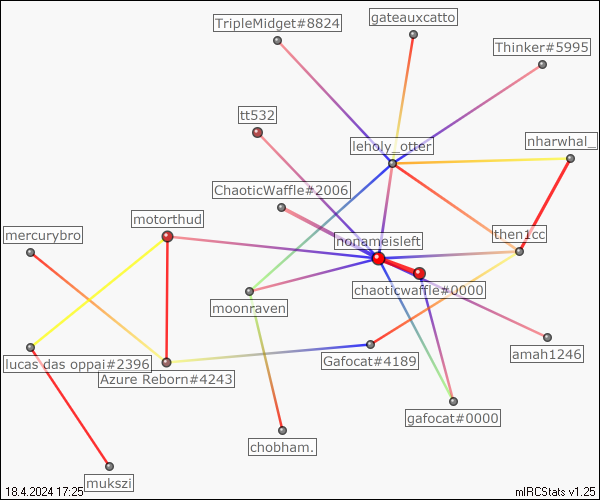 TripleMidget#8824
gateauxcatto
Thinker#5995
tt532
leholy_otter
nharwhal_
ChaoticWaffle#2006
motorthud
mercurybro
nonameisleft
then1cc
chaoticwaffle#0000
moonraven
amah1246
lucas das oppai#2396
Gafocat#4189
Azure Reborn#4243
gafocat#0000
chobham.
mukszi
18.4.2024 17:25
mIRCStats v1.25